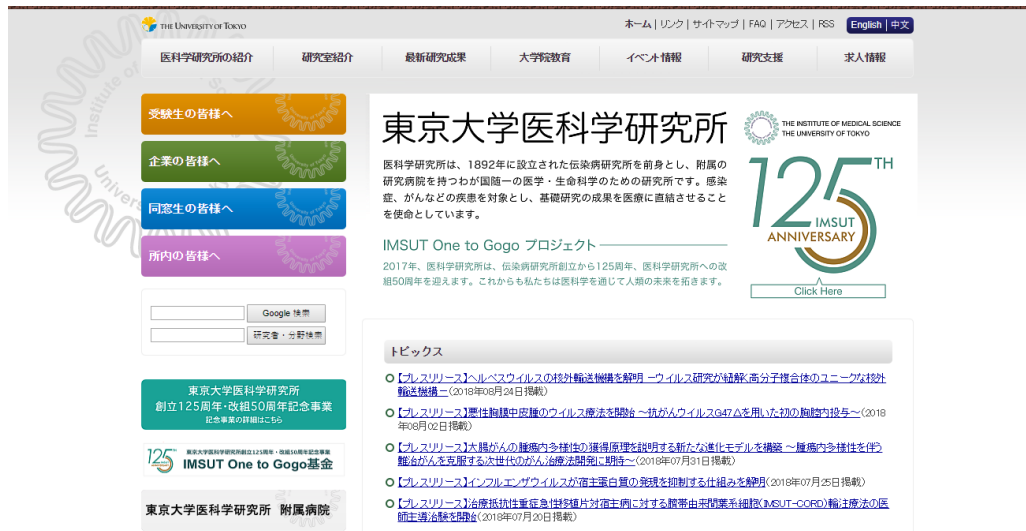 THE UNIVERSITY OF TOKYO
ホーム | リンク | サイトマップ | FAQ | アクセス | RSS
English | 中文
医科学研究所の紹介 研究室紹介 最新研究成果 大学院教育 イベント情報 研究支援 求人情報
受験生の皆様へ
企業の皆様へ
同窓生の皆様へ
所内の皆様へ
Google 検索
研究者・分野検索
東京大学医科学研究所
創立125周年・改組50周年記念事業
記念事業の詳細はこちら
125th
東京大学医科学研究所創立125周年・改組50周年記念事業
IMSUT One to Gogo基金
東京大学医科学研究所 附属病院
東京大学医科学研究所
医科学研究所は、1892年に設立された伝染病研究所を前身とし、附属の
研究病院を持つわが国随一の医学・生命科学のための研究所です。感染
症、がんなどの疾患を対象とし、基礎研究の成果を医療に直結させること
を使命としています。
IMSUT One to Gogo プロジェクト
2017年、医科学研究所は、伝染病研究所創立から125周年、医科学研究所への改
組50周年を迎えます。これからも私たちは医科学を通じて人類の未来を拓きます。
THE INSTITUTE OF MEDICAL SCIENCE
THE UNIVERSITY OF TOKYO
125TH
IMSUT
ANNIVERSARY
Click Here
トピックス
【プレスリリース】ヘルペスウイルスの核外輸送機構を解明 ーウイルス研究が紐解く高分子複合体のユニークな核外
輸送機構－(2018年08月24日掲載)
【プレスリリース】悪性胸膜中皮腫のウイルス療法を開始 ～抗がんウイルスG47Δを用いた初の胸腔内投与～(2018
年08月02日掲載)
【プレスリリース】大腸がんの腫瘍内多様性の獲得原理を説明する新たな進化モデルを構築 ～腫瘍内多様性を伴う
難治がんを克服する次世代のがん治療法開発に期待～(2018年07月31日掲載)
【プレスリリース】インフルエンザウイルスが宿主蛋白質の発現を抑制する仕組みを解明(2018年07月25日掲載)
【プレスリリース】治療抵抗性重症急性移植片対宿主病に対する臍帯由来間葉系細胞(IMSUT-CORD)輸注療法の医
師主導治験を開始(2018年07月20日掲載)